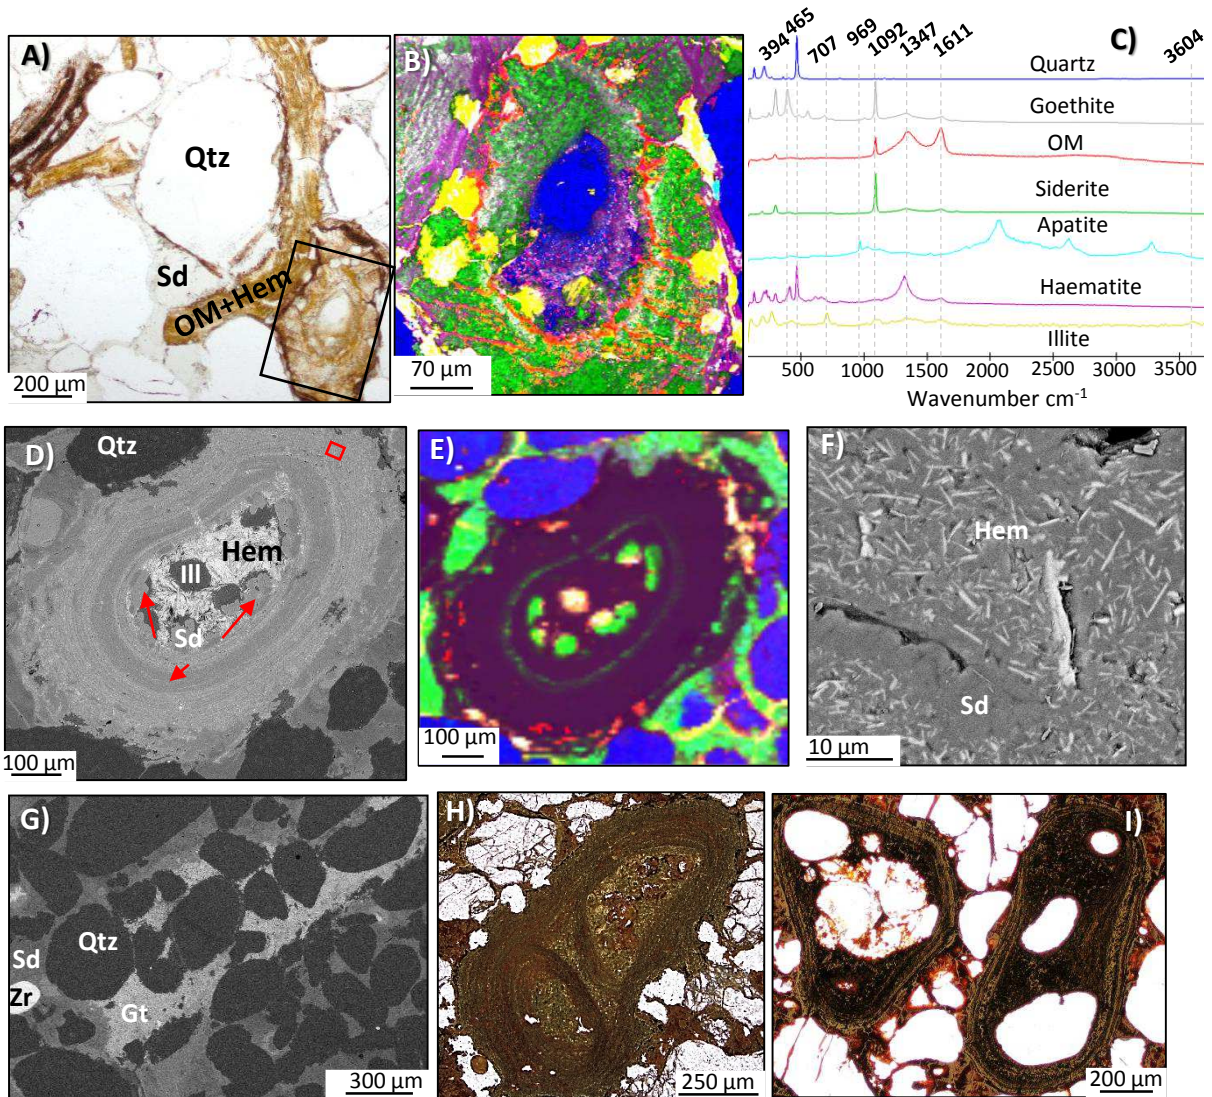 A)
Qtz
Sd
OM+Hem
200 µm
B)
70 µm
C)
394
465
707
969
1092
1347
1611
3604
Quartz
Goethite
OM
Siderite
Apatite
Haematite
Illite
500
1000
1500
2000
2500
3000
3500
Wavenumber cm⁻¹
D)
Qtz
Hem
Ill
Sd
100 µm
E)
100 µm
F)
Hem
Sd
10 µm
G)
Qtz
Sd
Zr
Gt
300 µm
H)
250 µm
I)
200 µm